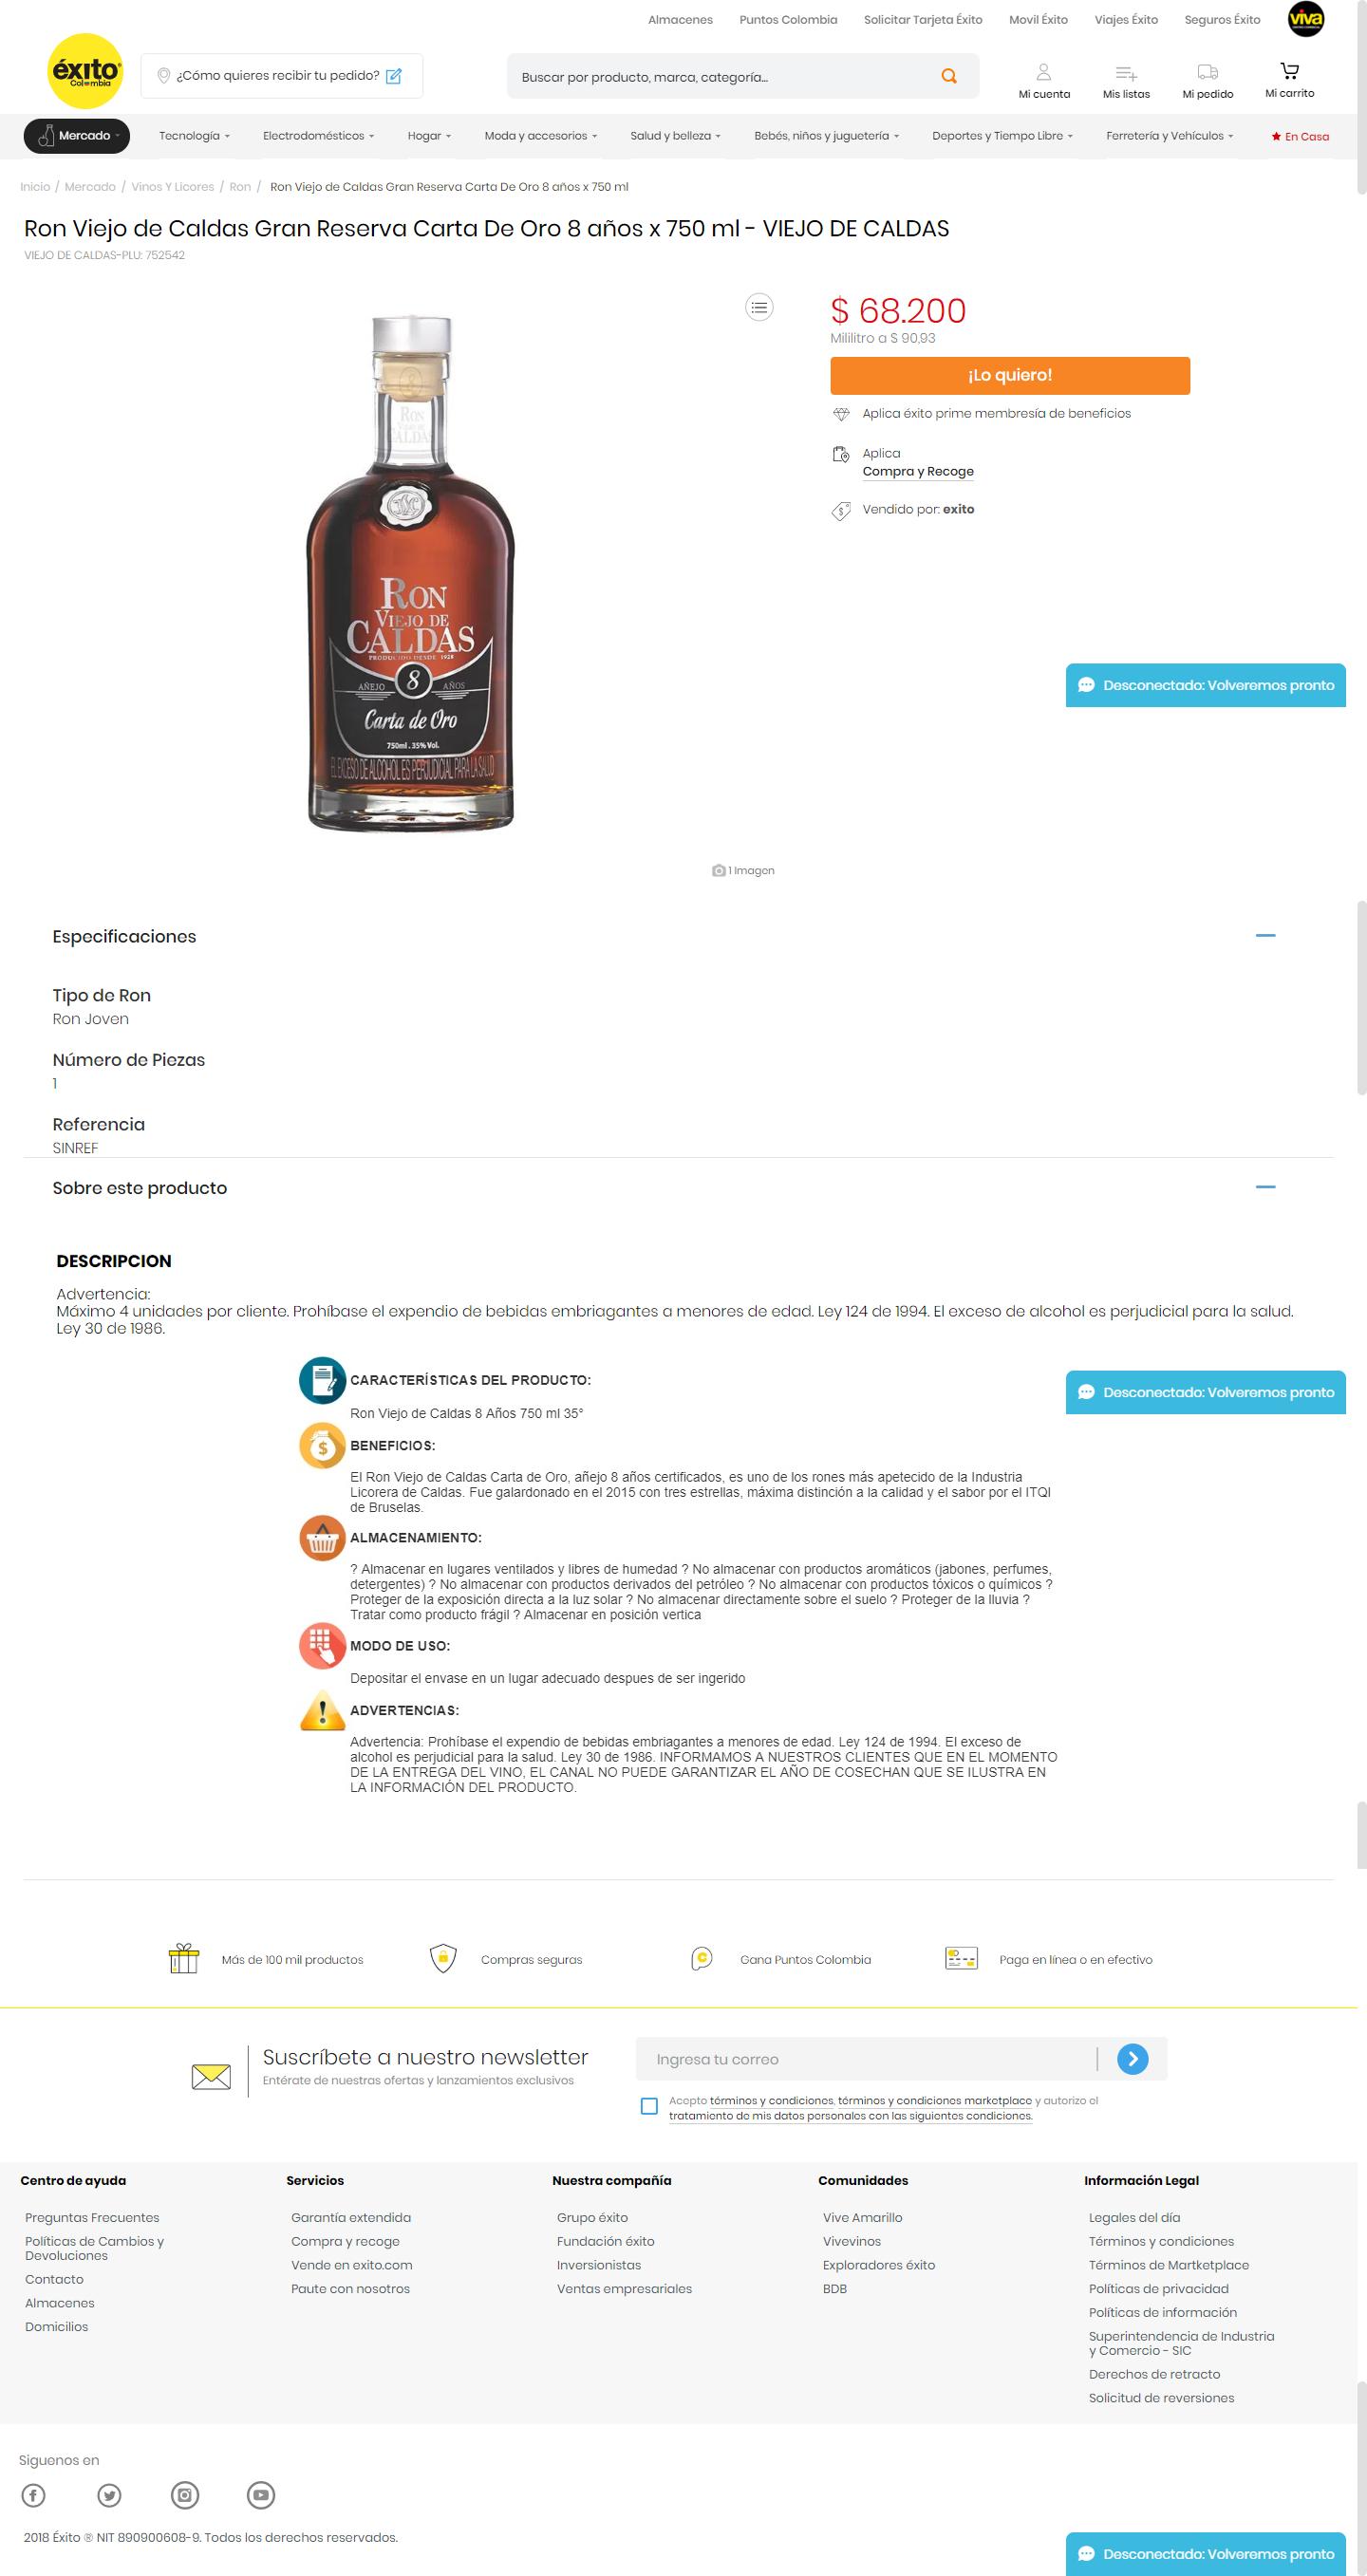 Almacenes Puntos Colombia Solicitar Tarjeta Éxito Movil Éxito Viajes Éxito Seguros Éxito viva
éxito
Colombia
¿Cómo quieres recibir tu pedido?
Buscar por producto, marca, categoría...
Mi cuenta Mis listas Mi pedido Mi carrito
Mercado Tecnología Electrodomésticos Hogar Moda y accesorios Salud y belleza Bebés, niños y juguetería Deportes y Tiempo Libre Ferretería y Vehículos En Casa
Inicio / Mercado / Vinos Y Licores / Ron / Ron Viejo de Caldas Gran Reserva Carta De Oro 8 años x 750 ml
Ron Viejo de Caldas Gran Reserva Carta De Oro 8 años x 750 ml - VIEJO DE CALDAS
VIEJO DE CALDAS-PLU: 752542
$ 68.200
Mililitro a $ 90,93
¡Lo quiero!
Aplica éxito prime membresía de beneficios
Aplica
Compra y Recoge
Vendido por: exito
RON
VIEJO DE
CALDAS
RON
VIEJO DE
CALDAS
PRODUCIDO DESDE 1928
AÑEJO 8 AÑOS
Carta de Oro
750ml . 35% Vol.
EL EXCESO DE ALCOHOL ES PERJUDICIAL PARA LA SALUD
Desconectado: Volveremos pronto
1 Imagen
Especificaciones
Tipo de Ron
Ron Joven
Número de Piezas
1
Referencia
SINREF
Sobre este producto
DESCRIPCION
Advertencia:
Máximo 4 unidades por cliente. Prohíbase el expendio de bebidas embriagantes a menores de edad. Ley 124 de 1994. El exceso de alcohol es perjudicial para la salud.
Ley 30 de 1986.
CARACTERÍSTICAS DEL PRODUCTO:
Desconectado: Volveremos pronto
Ron Viejo de Caldas 8 Años 750 ml 35°
BENEFICIOS:
El Ron Viejo de Caldas Carta de Oro, añejo 8 años certificados, es uno de los rones más apetecido de la Industria
Licorera de Caldas. Fue galardonado en el 2015 con tres estrellas, máxima distinción a la calidad y el sabor por el ITQI
de Bruselas.
ALMACENAMIENTO:
? Almacenar en lugares ventilados y libres de humedad ? No almacenar con productos aromáticos (jabones, perfumes,
detergentes) ? No almacenar con productos derivados del petróleo ? No almacenar con productos tóxicos o químicos ?
Proteger de la exposición directa a la luz solar ? No almacenar directamente sobre el suelo ? Proteger de la lluvia ?
Tratar como producto frágil ? Almacenar en posición vertica
MODO DE USO:
Depositar el envase en un lugar adecuado despues de ser ingerido
ADVERTENCIAS:
Advertencia: Prohíbase el expendio de bebidas embriagantes a menores de edad. Ley 124 de 1994. El exceso de
alcohol es perjudicial para la salud. Ley 30 de 1986. INFORMAMOS A NUESTROS CLIENTES QUE EN EL MOMENTO
DE LA ENTREGA DEL VINO, EL CANAL NO PUEDE GARANTIZAR EL AÑO DE COSECHAN QUE SE ILUSTRA EN
LA INFORMACIÓN DEL PRODUCTO.
Más de 100 mil productos Compras seguras Gana Puntos Colombia Paga en línea o en efectivo
Suscríbete a nuestro newsletter
Entérate de nuestras ofertas y lanzamientos exclusivos
Ingresa tu correo
Acepto términos y condiciones, términos y condiciones marketplace y autorizo el
tratamiento de mis datos personales con las siguientes condiciones.
Centro de ayuda
Preguntas Frecuentes
Políticas de Cambios y
Devoluciones
Contacto
Almacenes
Domicilios
Servicios
Garantía extendida
Compra y recoge
Vende en exito.com
Paute con nosotros
Nuestra compañía
Grupo éxito
Fundación éxito
Inversionistas
Ventas empresariales
Comunidades
Vive Amarillo
Vivevinos
Exploradores éxito
BDB
Información Legal
Legales del día
Términos y condiciones
Términos de Martketplace
Políticas de privacidad
Políticas de información
Superintendencia de Industria
y Comercio - SIC
Derechos de retracto
Solicitud de reversiones
Siguenos en
2018 Éxito ® NIT 890900608-9. Todos los derechos reservados.
Desconectado: Volveremos pronto